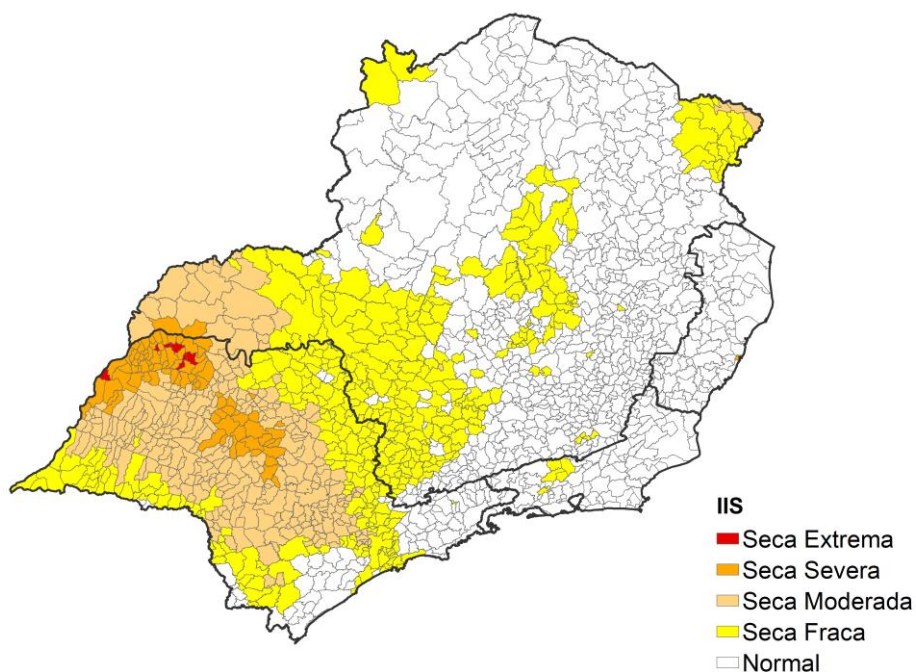 IIS
Seca Extrema
Seca Severa
Seca Moderada
Seca Fraca
Normal